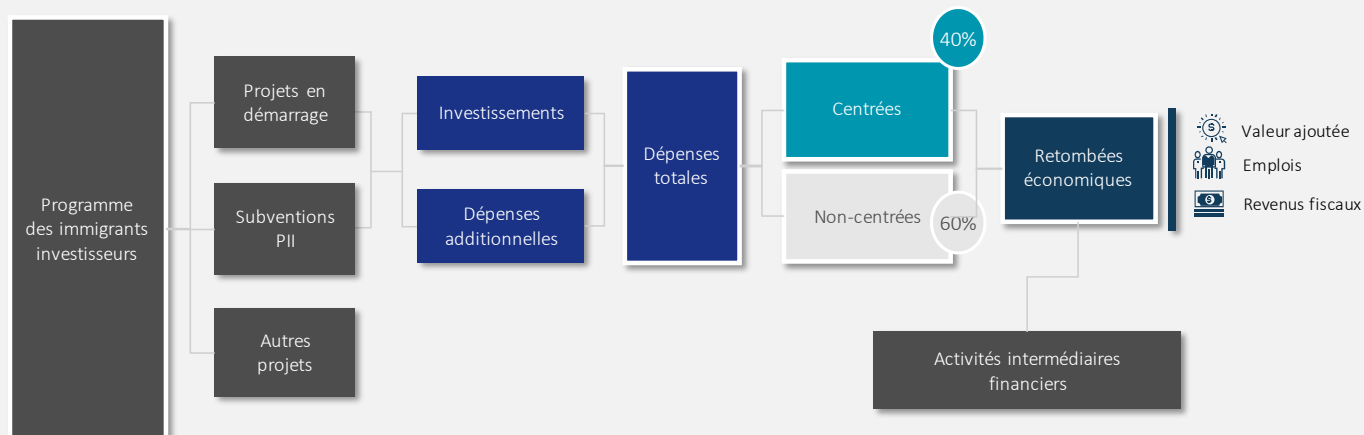 Programme
des immigrants
investisseurs
Projets en
démarrage
Subventions
PII
Autres
projets
Investissements
Dépenses
additionnelles
Dépenses
totales
40%
Centrées
Non-centrées
60%
Retombées
économiques
Valeur ajoutée
Emplois
Revenus fiscaux
Activités intermédiaires
financiers